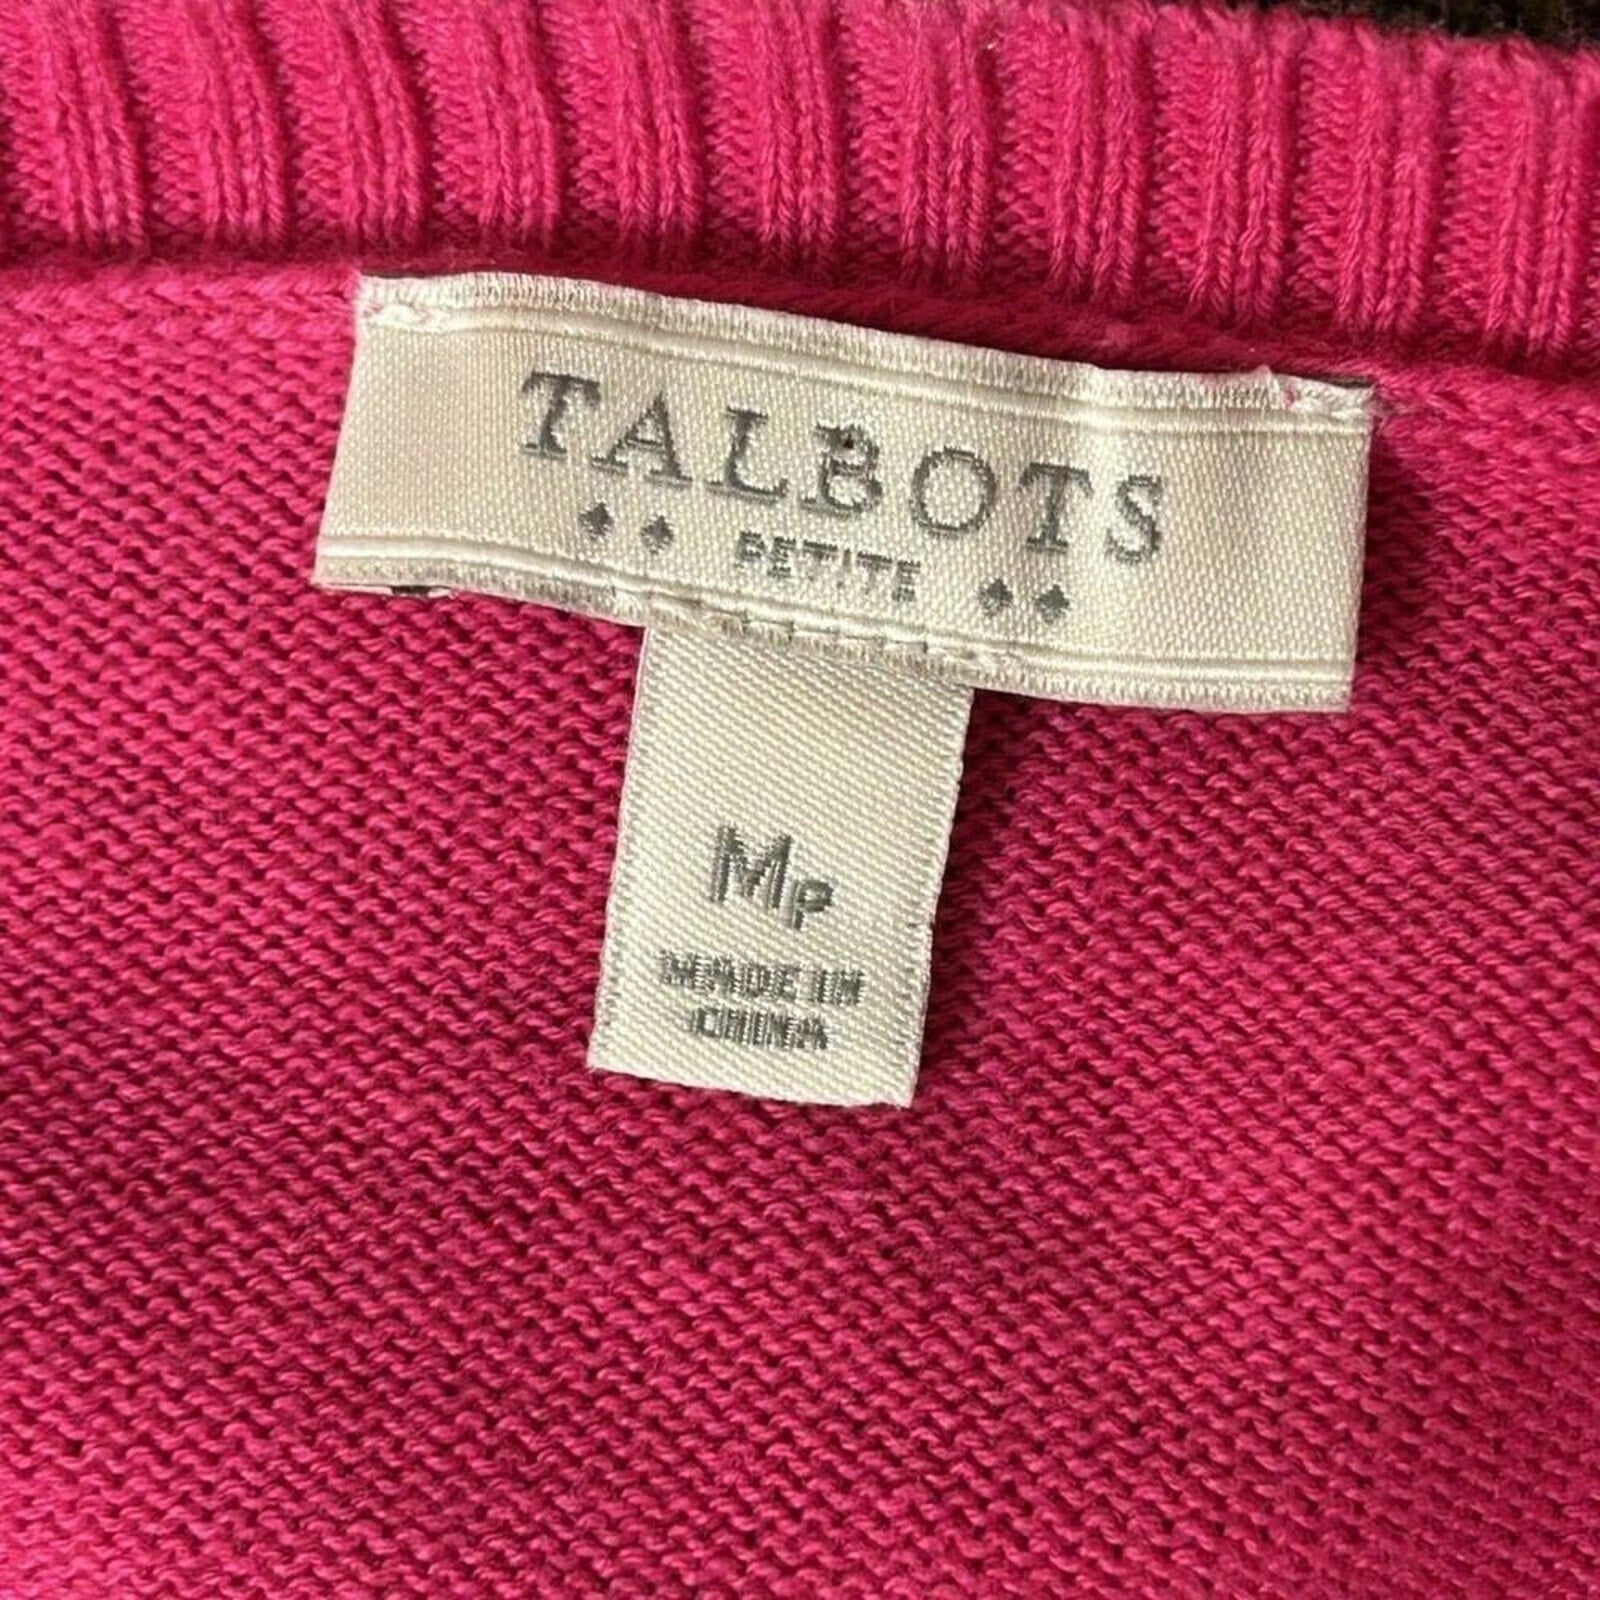 TALBOTS
PETITE
MP
MADE IN
CHINA